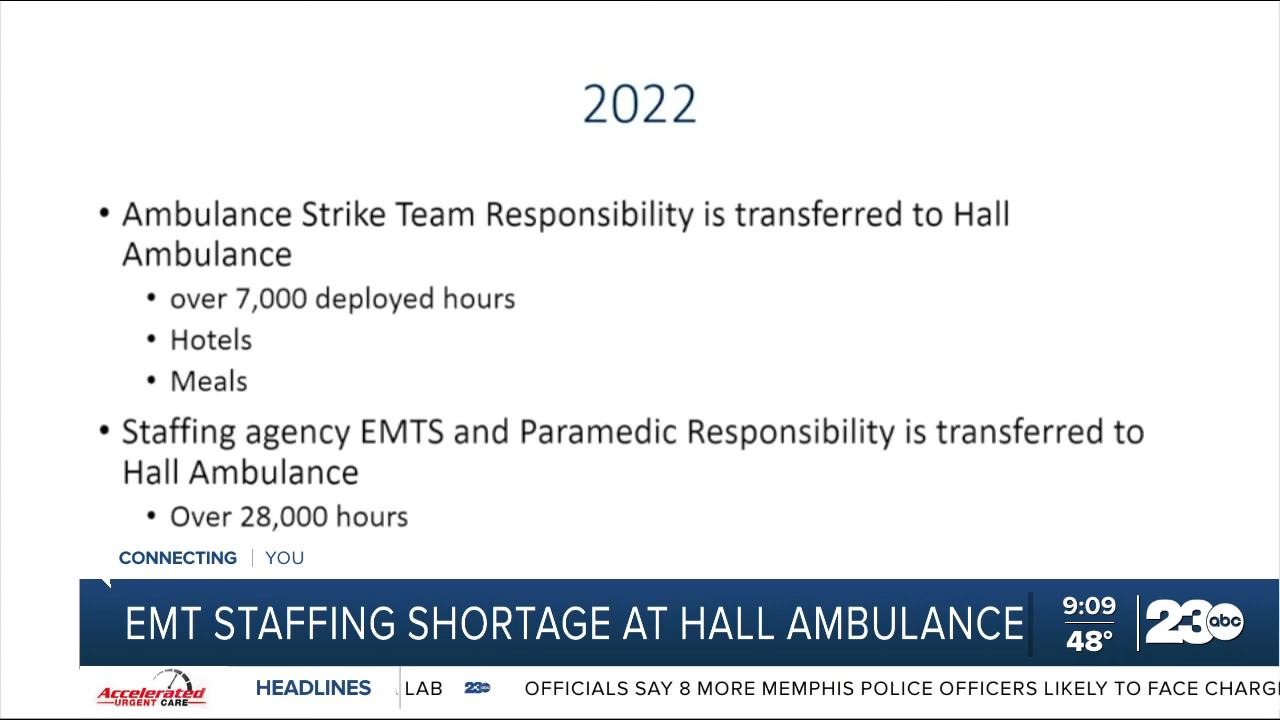 2022
• Ambulance Strike Team Responsibility is transferred to Hall
Ambulance
• over 7,000 deployed hours
• Hotels
• Meals
• Staffing agency EMTS and Paramedic Responsibility is transferred to
Hall Ambulance
• Over 28,000 hours
CONNECTING | YOU
EMT STAFFING SHORTAGE AT HALL AMBULANCE
9:09
48°
23 abc
Accelerated
URGENT CARE
HEADLINES
LAB 23 abc OFFICIALS SAY 8 MORE MEMPHIS POLICE OFFICERS LIKELY TO FACE CHARG